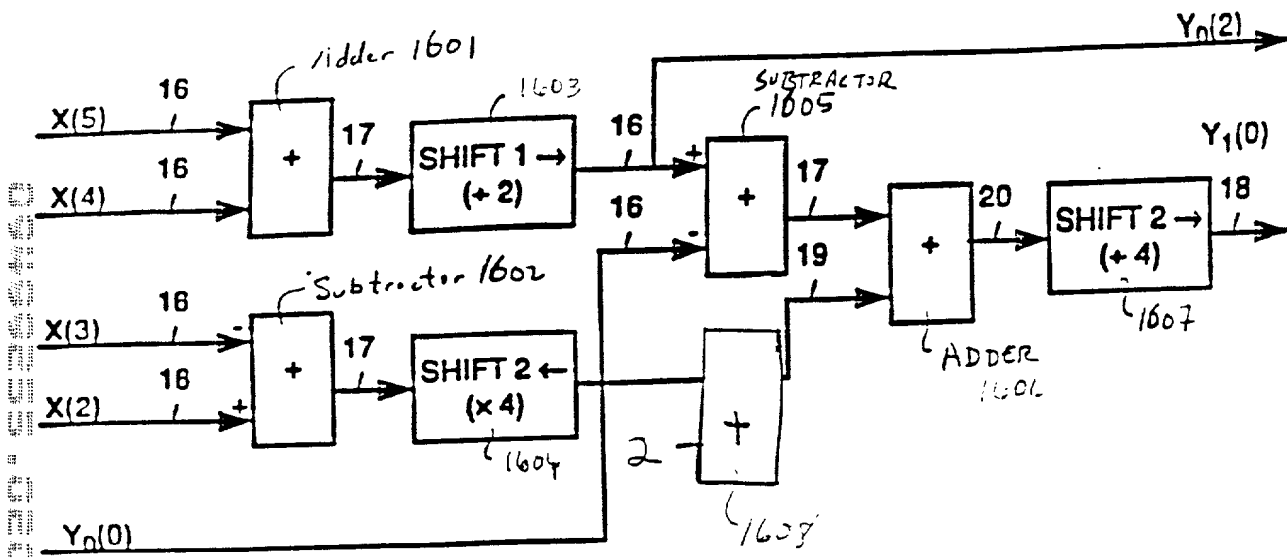 Y₀(2)
Adder 1601
SUBTRACTOR
1603
1605
16
X(5)
17
SHIFT 1 →
(÷ 2)
16
+
+
Y₁(0)
16
X(4)
16
+
-
17
20
SHIFT 2 →
(÷ 4)
18
+
19
Subtractor 1602
1607
16
X(3)
-
+
17
SHIFT 2 ←
(× 4)
ADDER
1606
16
X(2)
+
2
+
1604
1608
Y₀(0)